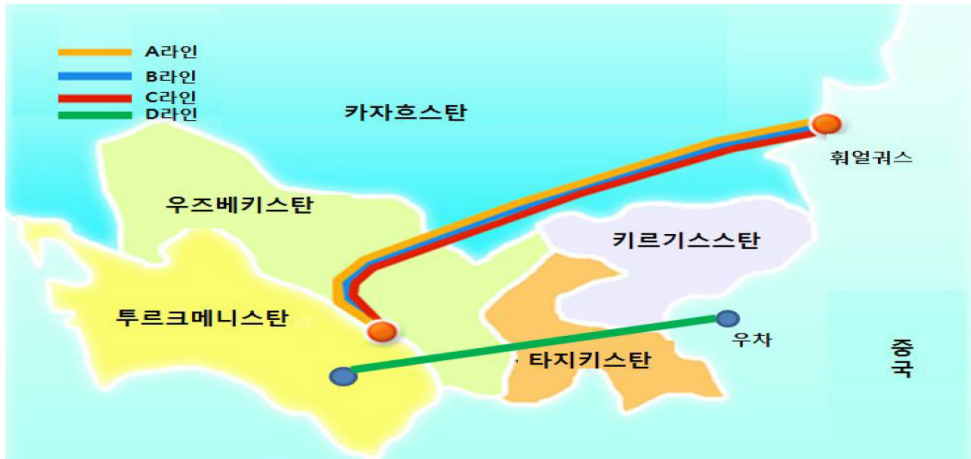 A라인
B라인
C라인
D라인
카자흐스탄
훠얼궈스
우즈베키스탄
키르기스스탄
투르크메니스탄
우차
타지키스탄
중국